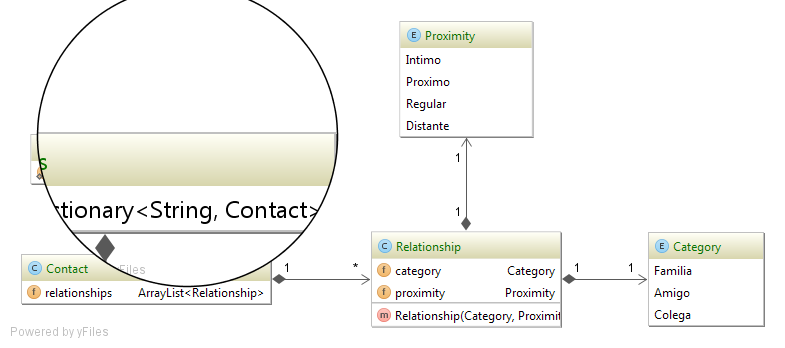 E Proximity
Intimo
Proximo
Regular
Distante
s
tionary<String, Contact>
1
1
C Contact
f relationships ArrayList<Relationship>
Files
1 *
C Relationship
f category Category
f proximity Proximity
m Relationship(Category, Proximit
1 1
E Category
Familia
Amigo
Colega
Powered by yFiles